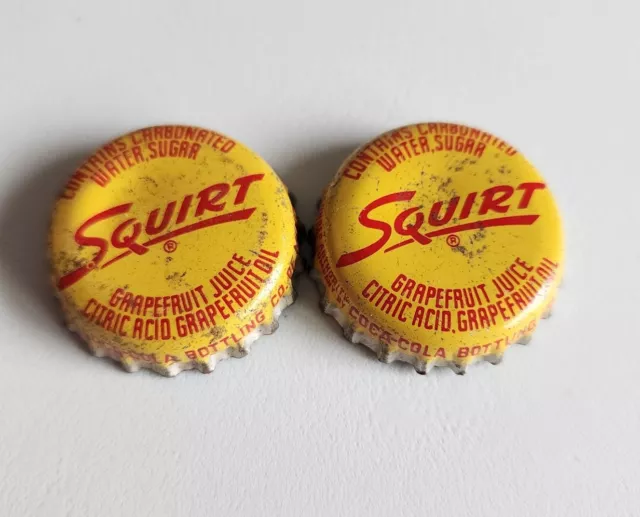 CONTAINS CARBONATED
WATER, SUGAR
SQUIRT
®
GRAPEFRUIT JUICE
CITRIC ACID, GRAPEFRUIT OIL
COLA BOTTLING CO.
CONTAINS CARBONATED
WATER, SUGAR
SQUIRT
®
GRAPEFRUIT JUICE
CITRIC ACID, GRAPEFRUIT OIL
COCA-COLA BOTTLING